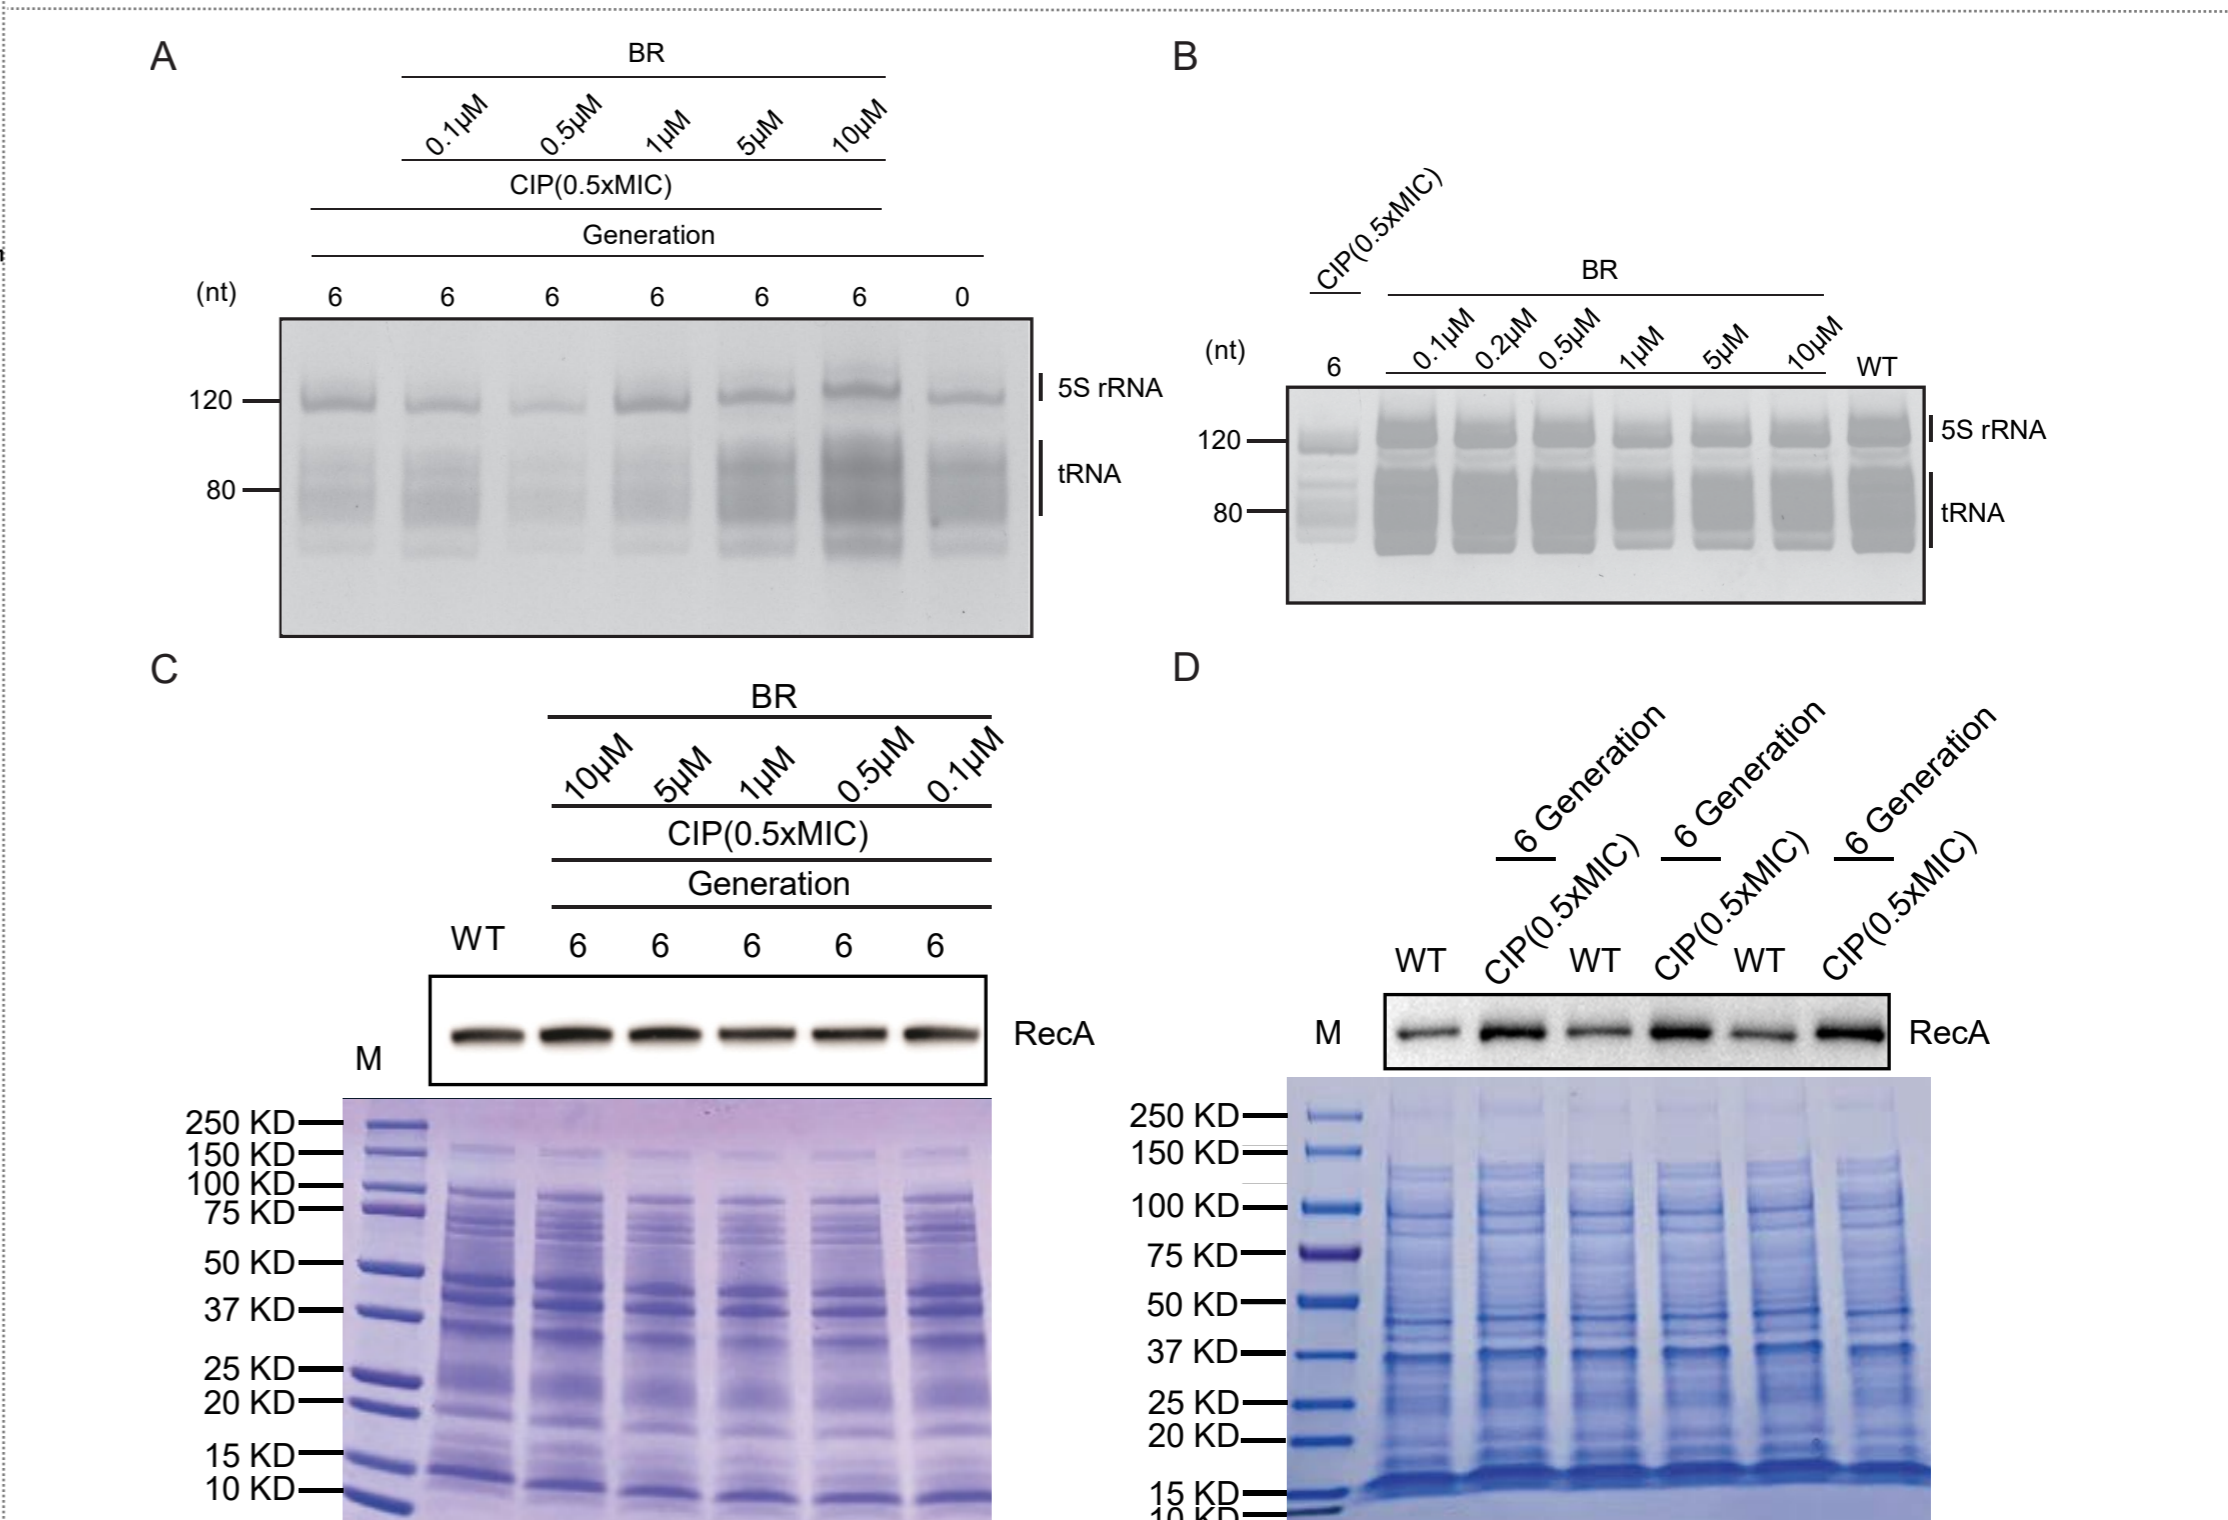 A
BR
0.1µM 0.5µM 1µM 5µM 10µM
CIP(0.5xMIC)
Generation
(nt) 6 6 6 6 6 6 0
120
80
5S rRNA
tRNA
B
CIP(0.5xMIC)
BR
0.1µM 0.2µM 0.5µM 1µM 5µM 10µM
(nt) 6 WT
120
80
5S rRNA
tRNA
C
BR
10µM 5µM 1µM 0.5µM 0.1µM
CIP(0.5xMIC)
Generation
WT 6 6 6 6 6
RecA
M
250 KD
150 KD
100 KD
75 KD
50 KD
37 KD
25 KD
20 KD
15 KD
10 KD
D
6 Generation 6 Generation 6 Generation
WT CIP(0.5xMIC) WT CIP(0.5xMIC) WT CIP(0.5xMIC)
M RecA
250 KD
150 KD
100 KD
75 KD
50 KD
37 KD
25 KD
20 KD
15 KD
10 KD